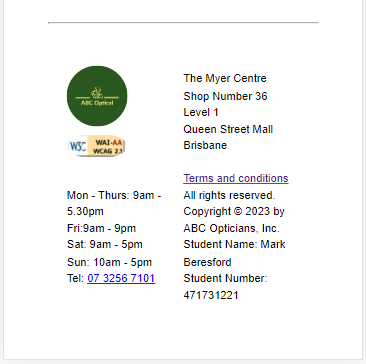 ABC Optical
W3C WAI-AA
WCAG 2.1
Mon - Thurs: 9am -
5.30pm
Fri:9am - 9pm
Sat: 9am - 5pm
Sun: 10am - 5pm
Tel: 07 3256 7101
The Myer Centre
Shop Number 36
Level 1
Queen Street Mall
Brisbane
Terms and conditions
All rights reserved.
Copyright © 2023 by
ABC Opticians, Inc.
Student Name: Mark
Beresford
Student Number:
471731221